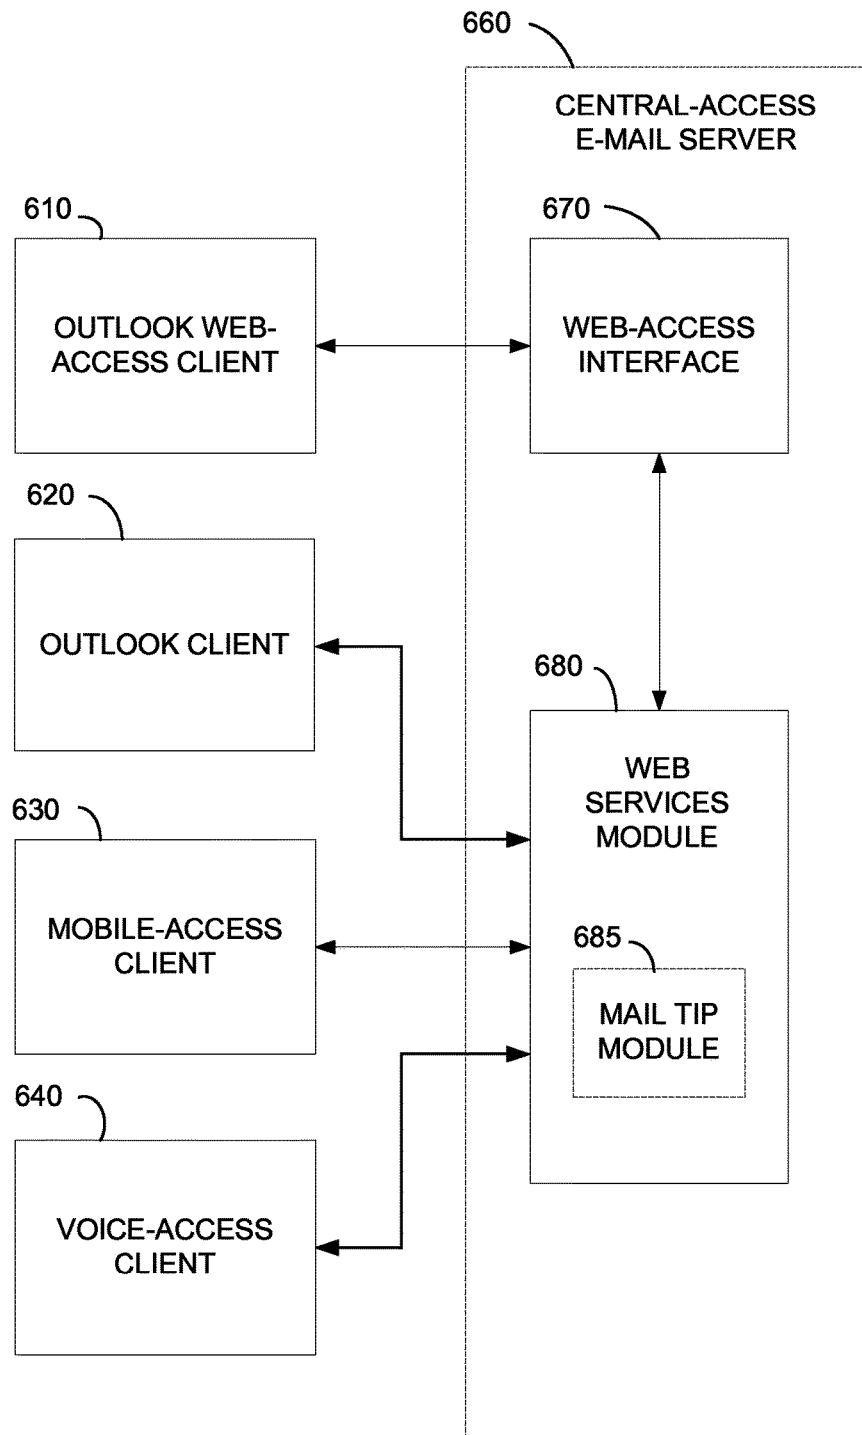 660
CENTRAL-ACCESS
E-MAIL SERVER
610
OUTLOOK WEB-
ACCESS CLIENT
670
WEB-ACCESS
INTERFACE
620
OUTLOOK CLIENT
680
WEB
SERVICES
MODULE
630
MOBILE-ACCESS
CLIENT
685
MAIL TIP
MODULE
640
VOICE-ACCESS
CLIENT